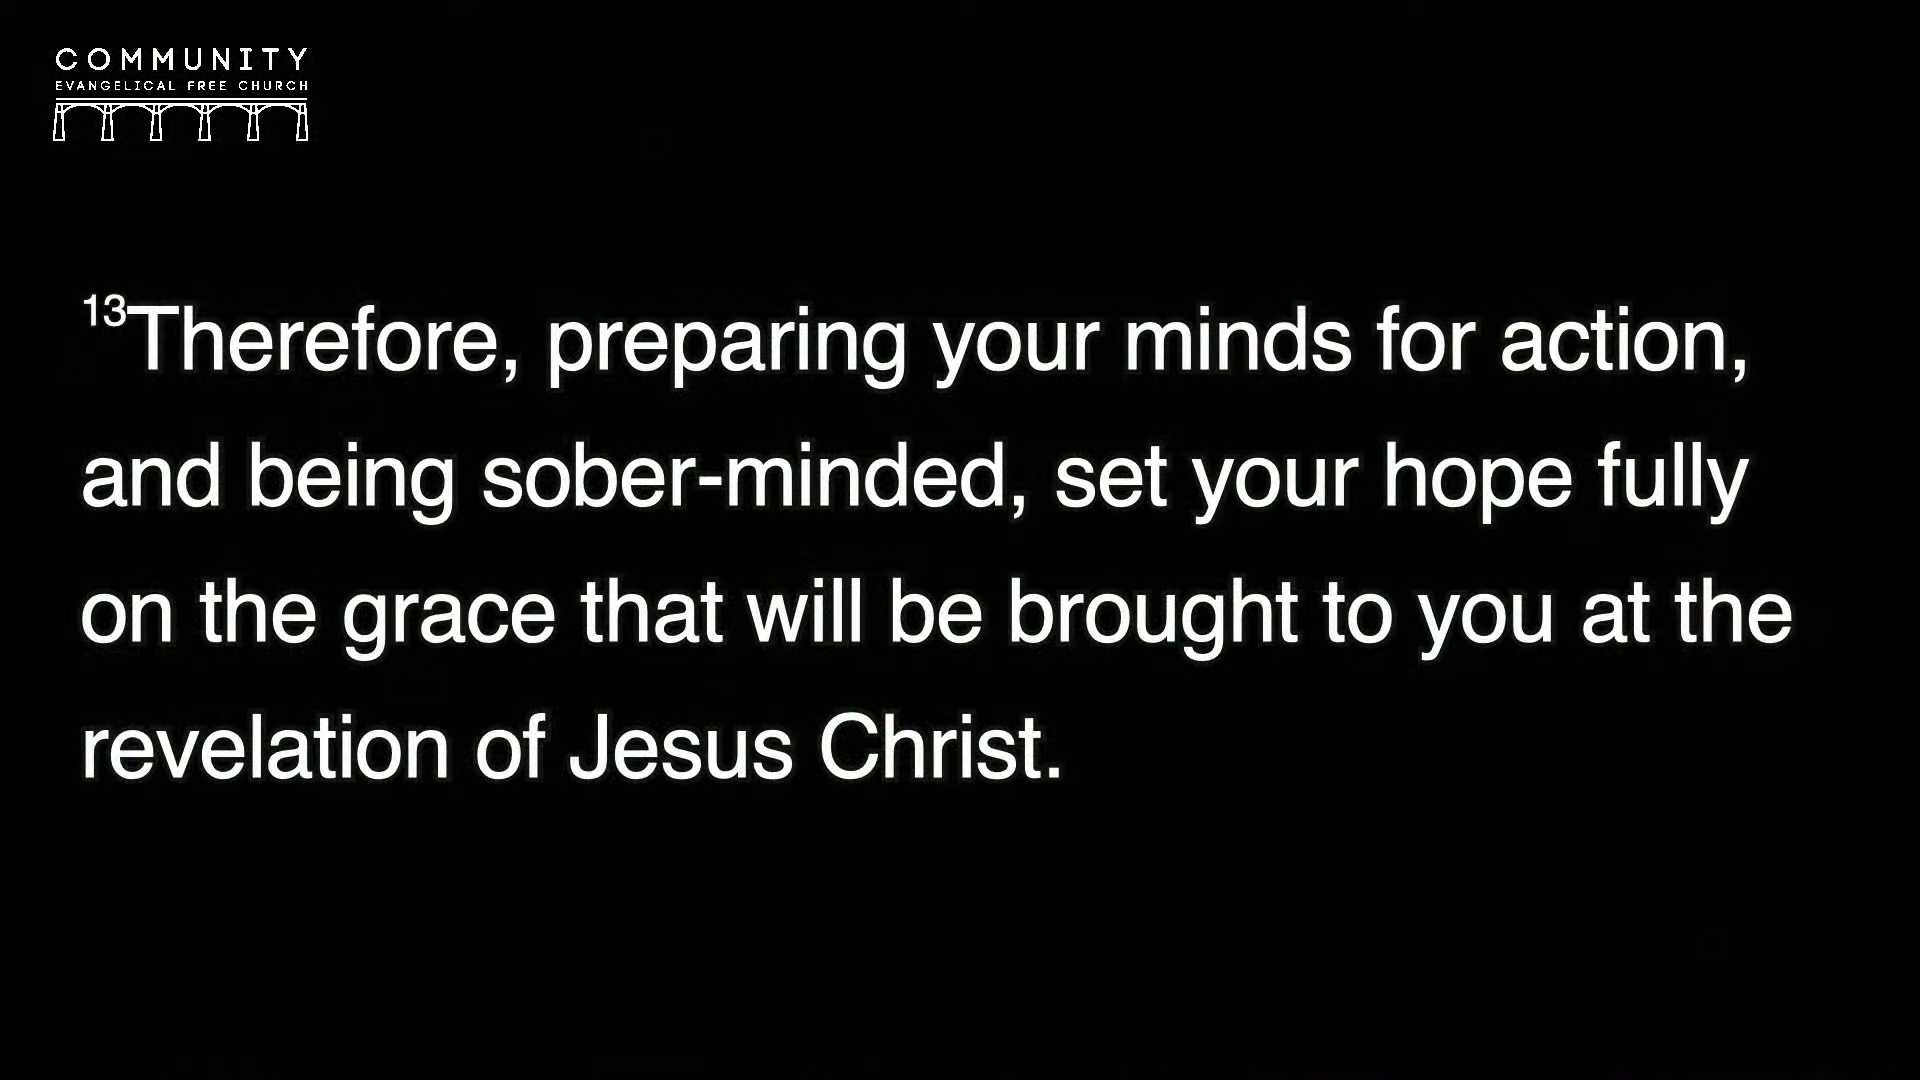 COMMUNITY
EVANGELICAL FREE CHURCH
13Therefore, preparing your minds for action,
and being sober-minded, set your hope fully
on the grace that will be brought to you at the
revelation of Jesus Christ.